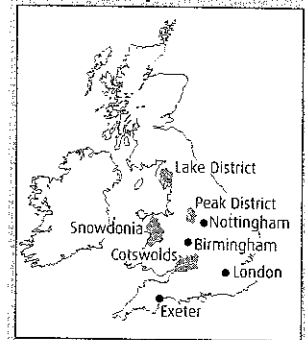 Lake District
Peak District
Nottingham
Snowdonia
Birmingham
Cotswolds
London
Exeter